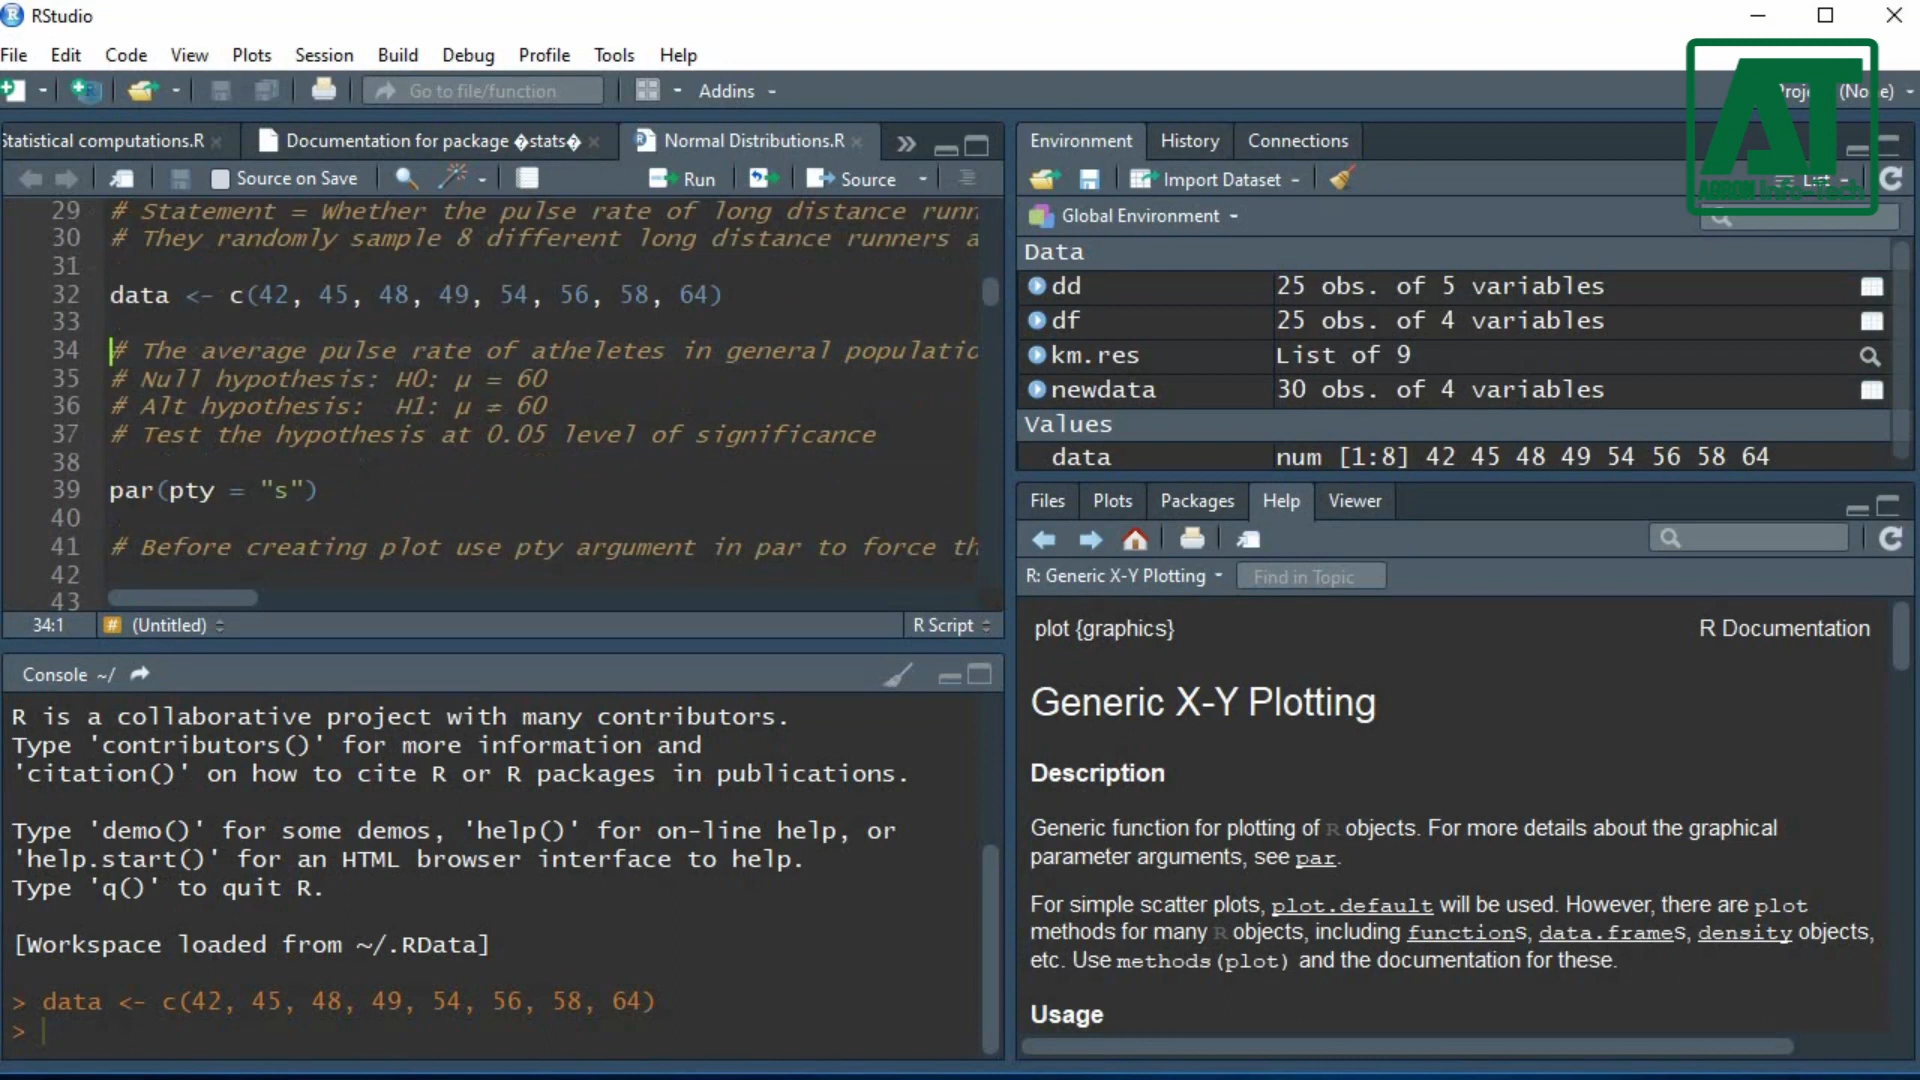 RStudio
File Edit Code View Plots Session Build Debug Profile Tools Help
Go to file/function Addins (None)
Statistical computations.R Documentation for package �stats� Normal Distributions.R
Source on Save Run Source
29 # Statement = Whether the pulse rate of long distance runn
30 # They randomly sample 8 different long distance runners a
31
32 data <- c(42, 45, 48, 49, 54, 56, 58, 64)
33
34 # The average pulse rate of atheletes in general populatio
35 # Null hypothesis: H0: μ = 60
36 # Alt hypothesis:  H1: μ ≠ 60
37 # Test the hypothesis at 0.05 level of significance
38
39 par(pty = "s")
40
41 # Before creating plot use pty argument in par to force th
42
43
34:1 # (Untitled) R Script
Console ~/
R is a collaborative project with many contributors.
Type 'contributors()' for more information and
'citation()' on how to cite R or R packages in publications.
Type 'demo()' for some demos, 'help()' for on-line help, or
'help.start()' for an HTML browser interface to help.
Type 'q()' to quit R.
[Workspace loaded from ~/.RData]
> data <- c(42, 45, 48, 49, 54, 56, 58, 64)
>
Environment History Connections
Import Dataset List
Global Environment
Data
dd 25 obs. of 5 variables
df 25 obs. of 4 variables
km.res List of 9
newdata 30 obs. of 4 variables
Values
data num [1:8] 42 45 48 49 54 56 58 64
Files Plots Packages Help Viewer
R: Generic X-Y Plotting Find in Topic
plot {graphics} R Documentation
Generic X-Y Plotting
Description
Generic function for plotting of R objects. For more details about the graphical
parameter arguments, see par.
For simple scatter plots, plot.default will be used. However, there are plot
methods for many R objects, including functions, data.frames, density objects,
etc. Use methods(plot) and the documentation for these.
Usage
AT